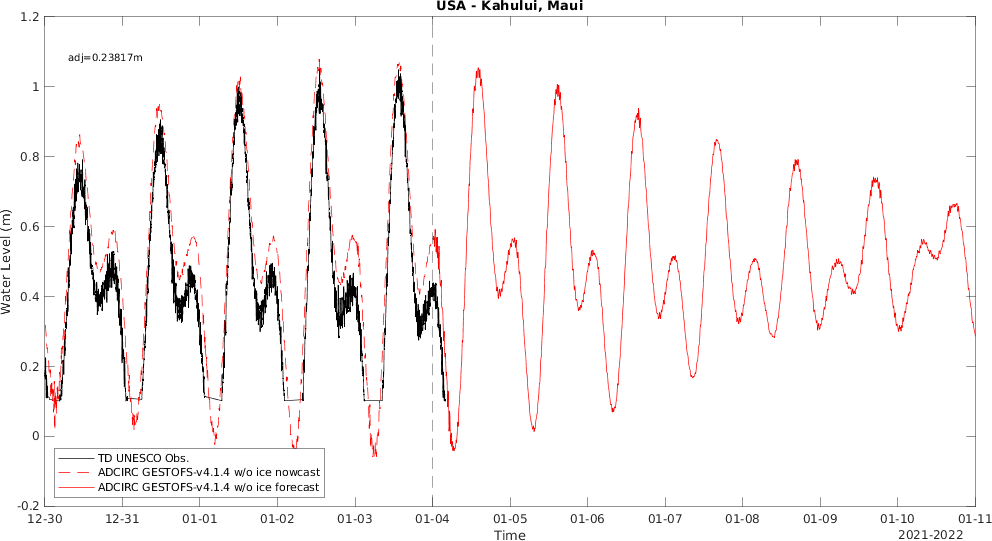 USA - Kahului, Maui
1.2
adj=0.23817m
1
0.8
0.6
0.4
0.2
0
-0.2
Water Level (m)
TD UNESCO Obs.
ADCIRC GESTOFS-v4.1.4 w/o ice nowcast
ADCIRC GESTOFS-v4.1.4 w/o ice forecast
12-30 12-31 01-01 01-02 01-03 01-04 01-05 01-06 01-07 01-08 01-09 01-10 01-11
Time
2021-2022